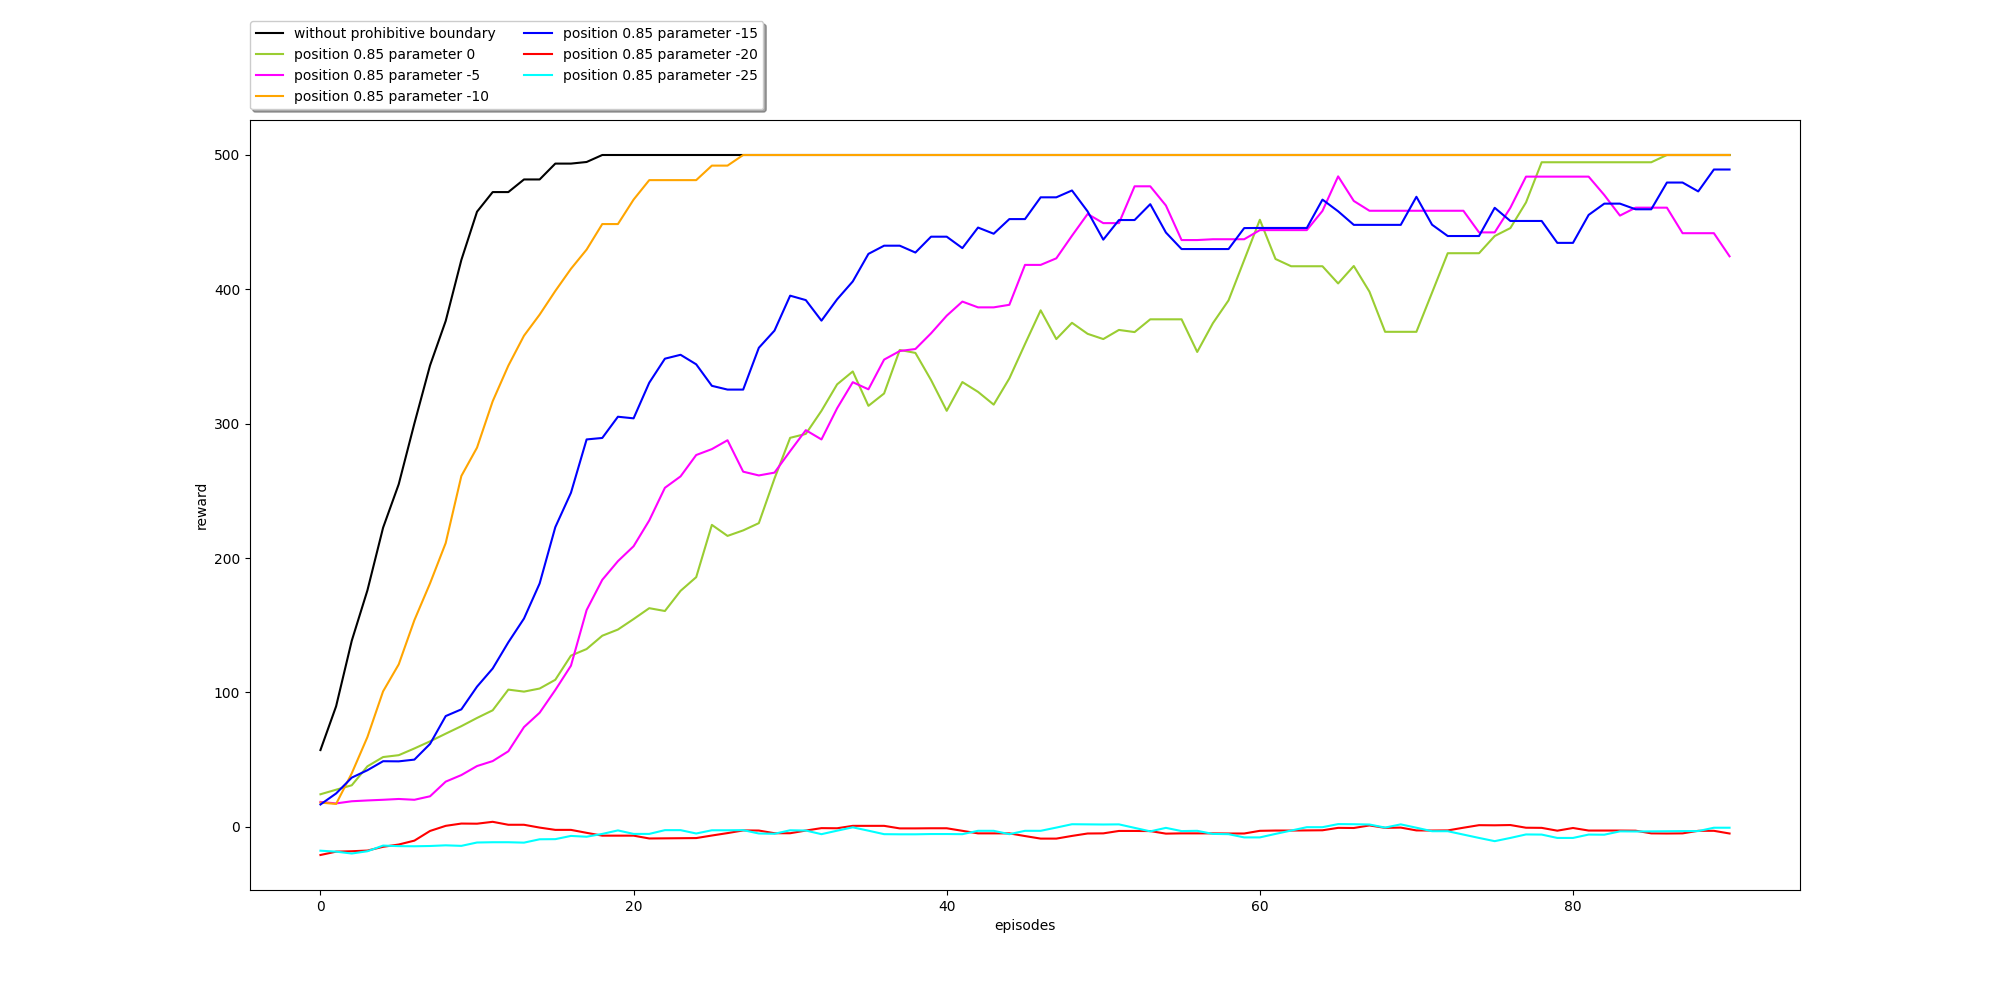 without prohibitive boundary
position 0.85 parameter 0
position 0.85 parameter -5
position 0.85 parameter -10
position 0.85 parameter -15
position 0.85 parameter -20
position 0.85 parameter -25
500
400
300
200
100
0
reward
0 20 40 60 80
episodes